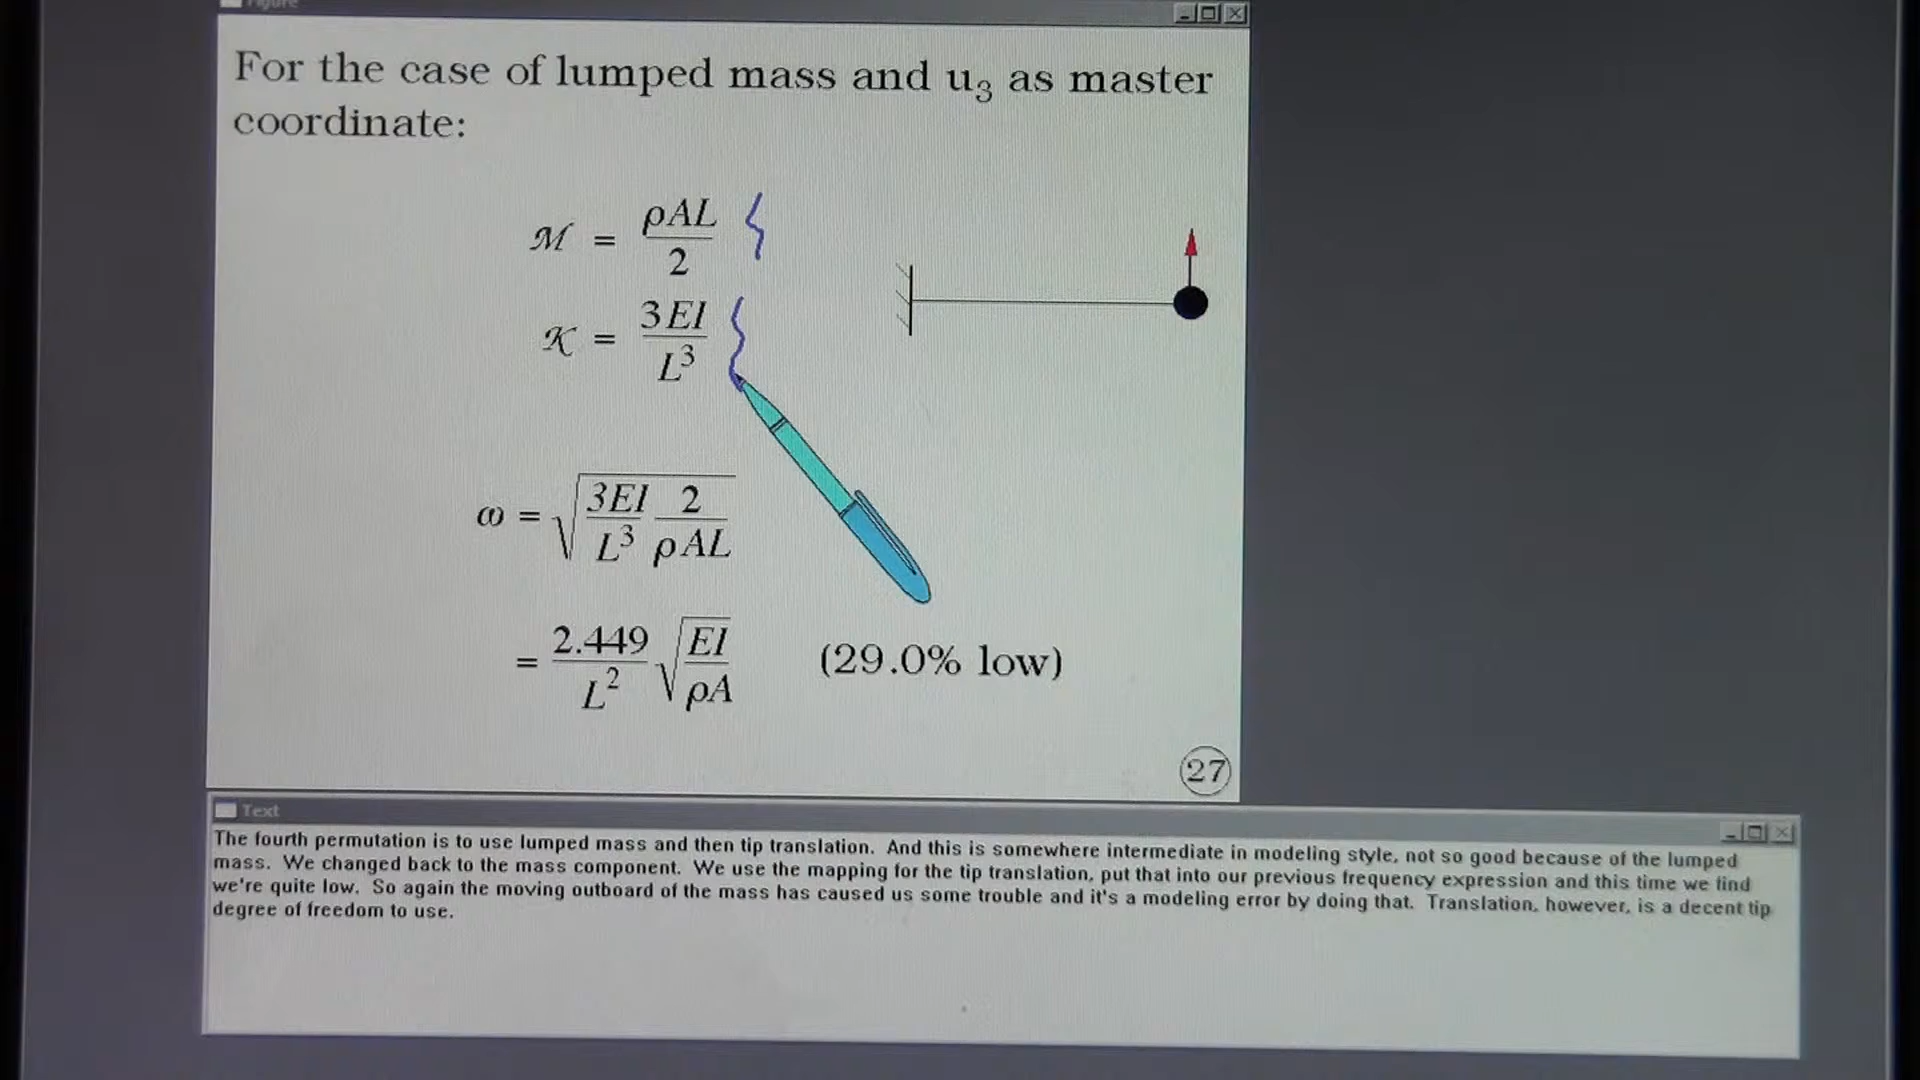 Figure
For the case of lumped mass and u₃ as master
coordinate:
ℳ = ρAL / 2
𝒦 = 3EI / L³
ω = √(3EI / L³ 2 / ρAL)
= 2.449 / L² √(EI / ρA) (29.0% low)
27
Text
The fourth permutation is to use lumped mass and then tip translation. And this is somewhere intermediate in modeling style, not so good because of the lumped
mass. We changed back to the mass component. We use the mapping for the tip translation, put that into our previous frequency expression and this time we find
we're quite low. So again the moving outboard of the mass has caused us some trouble and it's a modeling error by doing that. Translation, however, is a decent tip
degree of freedom to use.